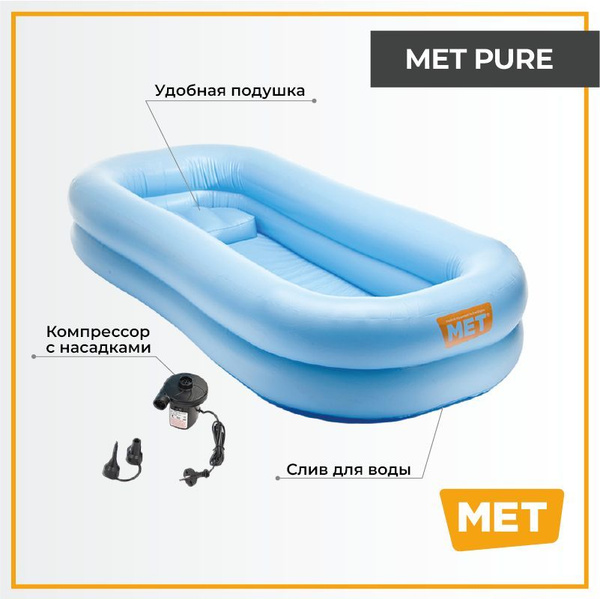 MET PURE
Удобная подушка
MET
Компрессор
с насадками
Слив для воды
MET